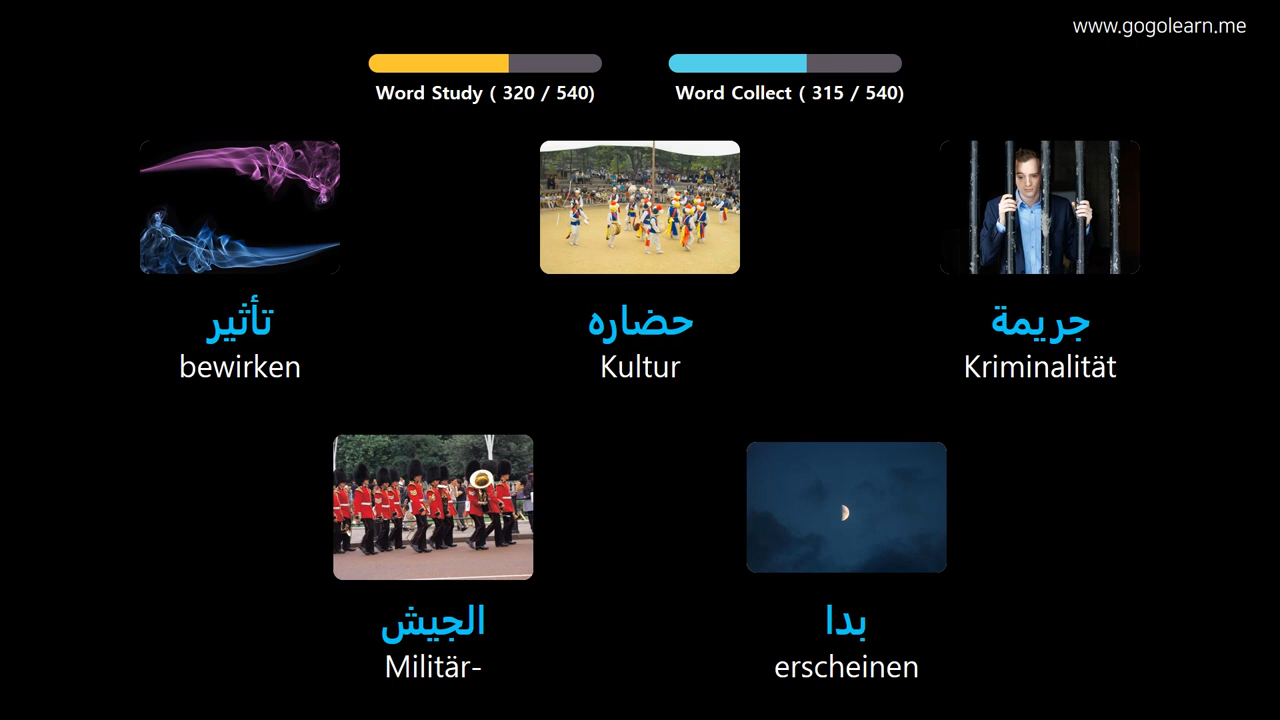 www.gogolearn.me
Word Study ( 320 / 540)
Word Collect ( 315 / 540)
تأثير
bewirken
حضاره
Kultur
جريمة
Kriminalität
الجيش
Militär-
بدا
erscheinen